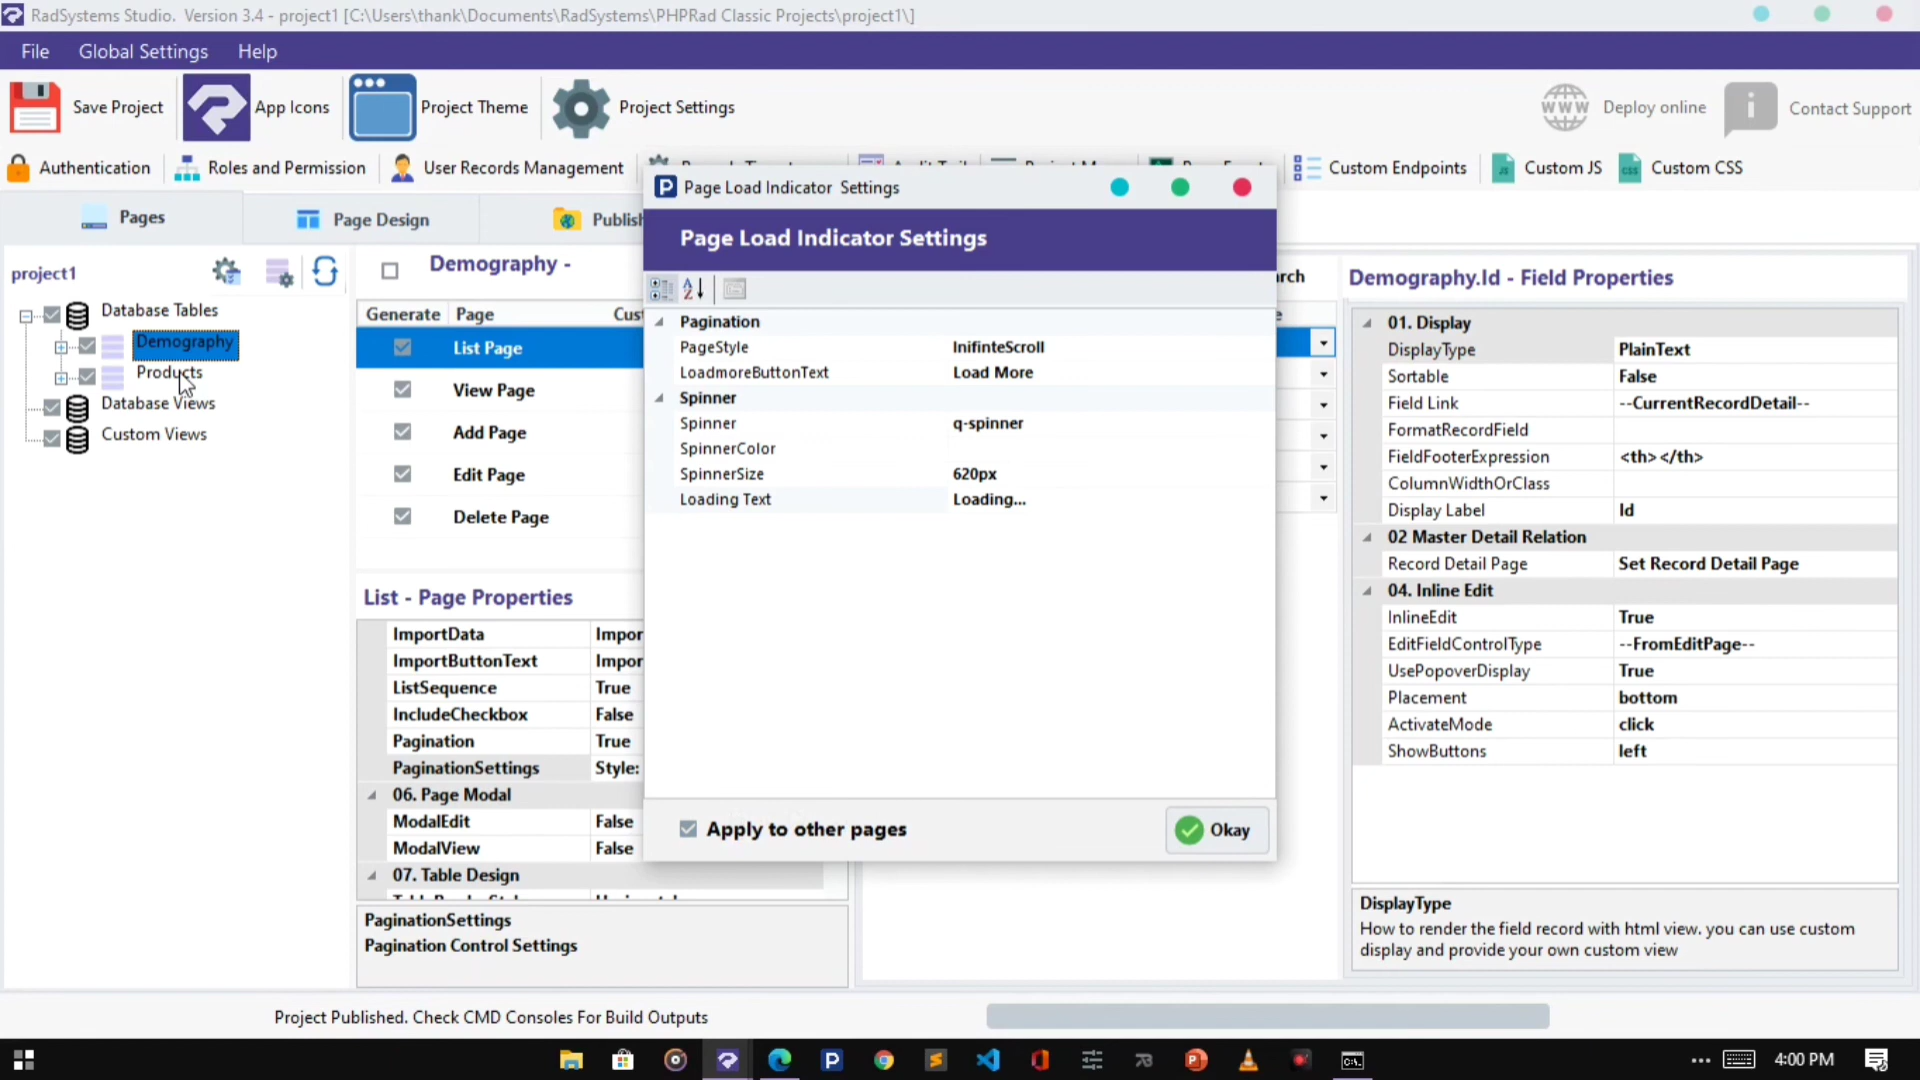 RadSystems Studio. Version 3.4 - project1 [C:\Users\thank\Documents\RadSystems\PHPRad Classic Projects\project1\]
File Global Settings Help
Save Project App Icons Project Theme Project Settings Deploy online Contact Support
Authentication Roles and Permission User Records Management Custom Endpoints Custom JS Custom CSS
Pages Page Design Publish
project1
Database Tables
Demography
Products
Database Views
Custom Views
Demography -
Generate Page Cust
List Page
View Page
Add Page
Edit Page
Delete Page
List - Page Properties
ImportData Impor
ImportButtonText Impor
ListSequence True
IncludeCheckbox False
Pagination True
PaginationSettings Style:
06. Page Modal
ModalEdit False
ModalView False
07. Table Design
PaginationSettings
Pagination Control Settings
Page Load Indicator Settings
Page Load Indicator Settings
Pagination
PageStyle InifinteScroll
LoadmoreButtonText Load More
Spinner
Spinner q-spinner
SpinnerColor
SpinnerSize 620px
Loading Text Loading...
Apply to other pages Okay
rch
Demography.Id - Field Properties
01. Display
DisplayType PlainText
Sortable False
Field Link --CurrentRecordDetail--
FormatRecordField
FieldFooterExpression <th></th>
ColumnWidthOrClass
Display Label Id
02 Master Detail Relation
Record Detail Page Set Record Detail Page
04. Inline Edit
InlineEdit True
EditFieldControlType --FromEditPage--
UsePopoverDisplay True
Placement bottom
ActivateMode click
ShowButtons left
DisplayType
How to render the field record with html view. you can use custom
display and provide your own custom view
Project Published. Check CMD Consoles For Build Outputs
4:00 PM